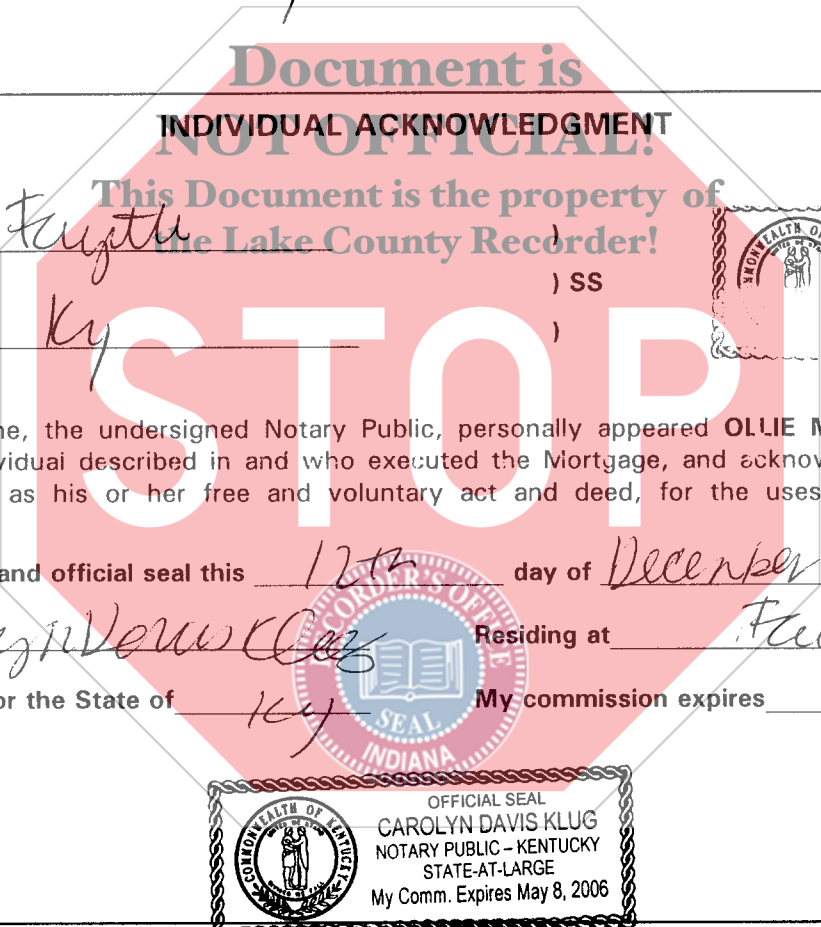 Document is
INDIVIDUAL ACKNOWLEDGMENT
NOT OFFICIAL!
This Document is the property of
the Lake County Recorder!
)
) SS
Ky )
STOP
ne, the undersigned Notary Public, personally appeared OLLIE M
vidual described in and who executed the Mortgage, and acknov
as his or her free and voluntary act and deed, for the uses
and official seal this 12th day of December
Residing at
or the State of Ky My commission expires
RECORDER'S OFFICE
SEAL
INDIANA
OFFICIAL SEAL
CAROLYN DAVIS KLUG
NOTARY PUBLIC – KENTUCKY
STATE-AT-LARGE
My Comm. Expires May 8, 2006
COMMONWEALTH OF KENTUCKY